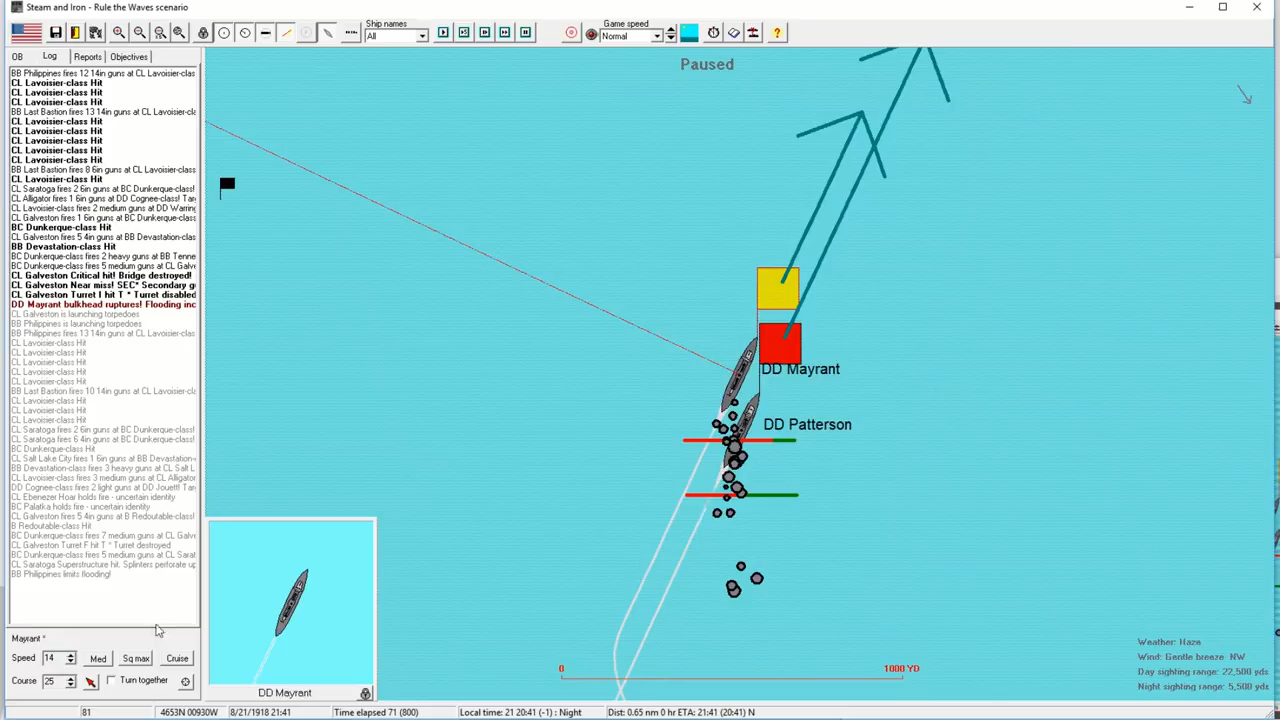 Steam and Iron - Rule the Waves scenario
Ship names
All
Game speed
Normal
OB Log Reports Objectives
BB Philippines fires 12 14in guns at CL Lavoisier-clas
CL Lavoisier-class Hit
CL Lavoisier-class Hit
CL Lavoisier-class Hit
BB Last Bastion fires 13 14in guns at CL Lavoisier-cla
CL Lavoisier-class Hit
CL Lavoisier-class Hit
CL Lavoisier-class Hit
CL Lavoisier-class Hit
CL Lavoisier-class Hit
BB Last Bastion fires 8 6in guns at CL Lavoisier-class
CL Lavoisier-class Hit
CL Saratoga fires 2 6in guns at BC Dunkerque-class!
CL Alligator fires 1 6in guns at DD Cognee-class! Tar
CL Lavoisier-class fires 2 medium guns at DD Warring
CL Galveston fires 1 6in guns at BC Dunkerque-class
BC Dunkerque-class Hit
CL Galveston fires 5 4in guns at BB Devastation-clas
BB Devastation-class Hit
BC Dunkerque-class fires 2 heavy guns at BB Tenne
BC Dunkerque-class fires 5 medium guns at CL Galv
CL Galveston Critical hit! Bridge destroyed!
CL Galveston Near miss! SEC* Secondary g
CL Galveston Turret I hit T * Turret disabled
DD Mayrant bulkhead ruptures! Flooding inc
CL Galveston is launching torpedoes
BB Philippines is launching torpedoes
BB Philippines fires 13 14in guns at CL Lavoisier-clas
CL Lavoisier-class Hit
CL Lavoisier-class Hit
CL Lavoisier-class Hit
CL Lavoisier-class Hit
CL Lavoisier-class Hit
BB Last Bastion fires 10 14in guns at CL Lavoisier-cla
CL Lavoisier-class Hit
CL Lavoisier-class Hit
CL Lavoisier-class Hit
CL Saratoga fires 2 6in guns at BC Dunkerque-class!
CL Saratoga fires 6 4in guns at BC Dunkerque-class!
BC Dunkerque-class Hit
CL Salt Lake City fires 1 6in guns at BB Devastation-
BB Devastation-class fires 3 heavy guns at CL Salt L
CL Lavoisier-class fires 3 medium guns at CL Alligator
DD Cognee-class fires 2 light guns at DD Jouett! Tar
CL Ebenezer Hoar holds fire - uncertain identity
BC Palatka holds fire - uncertain identity
CL Galveston fires 5 4in guns at B Redoutable-class!
B Redoutable-class Hit
BC Dunkerque-class fires 7 medium guns at CL Galv
CL Galveston Turret F hit T * Turret destroyed
BC Dunkerque-class fires 5 medium guns at CL Sarat
CL Saratoga Superstructure hit. Splinters perforate up
BB Philippines limits flooding!
Paused
DD Mayrant
DD Patterson
DD Mayrant
0 1000 YD
Weather: Haze
Wind: Gentle breeze NW
Day sighting range: 22,500 yds
Night sighting range: 5,500 yds
Mayrant *
Speed 14 Med Sq max Cruise
Course 25 Turn together
81 4653N 00930W 8/21/1918 21:41 Time elapsed 71 (800) Local time: 21 20:41 (-1) : Night Dist: 0.65 nm 0 hr ETA: 21:41 (20:41) N